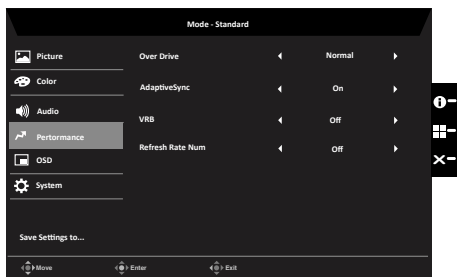 Mode - Standard
Picture
Over Drive Normal
Color
AdaptiveSync On
Audio
VRB Off
Pertormance
Refresh Rate Num Off
OSD
System
Save Settings to...
Move Enter Exit